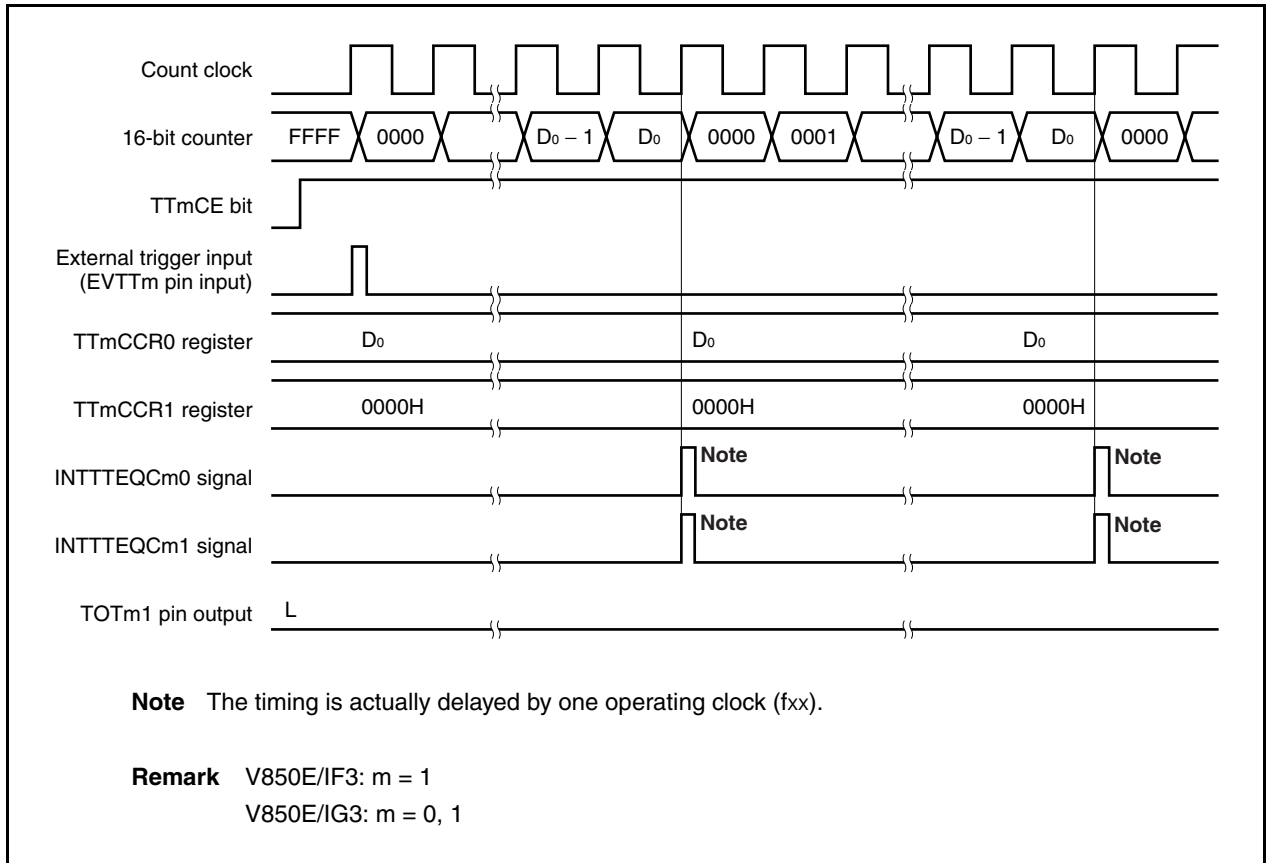 Count clock
16-bit counter FFFF 0000 D0 − 1 D0 0000 0001 D0 − 1 D0 0000
TTmCE bit
External trigger input
(EVTTm pin input)
TTmCCR0 register D0 D0 D0
TTmCCR1 register 0000H 0000H 0000H
INTTTEQCm0 signal Note Note
INTTTEQCm1 signal Note Note
TOTm1 pin output L
Note The timing is actually delayed by one operating clock (fxx).
Remark V850E/IF3: m = 1
V850E/IG3: m = 0, 1